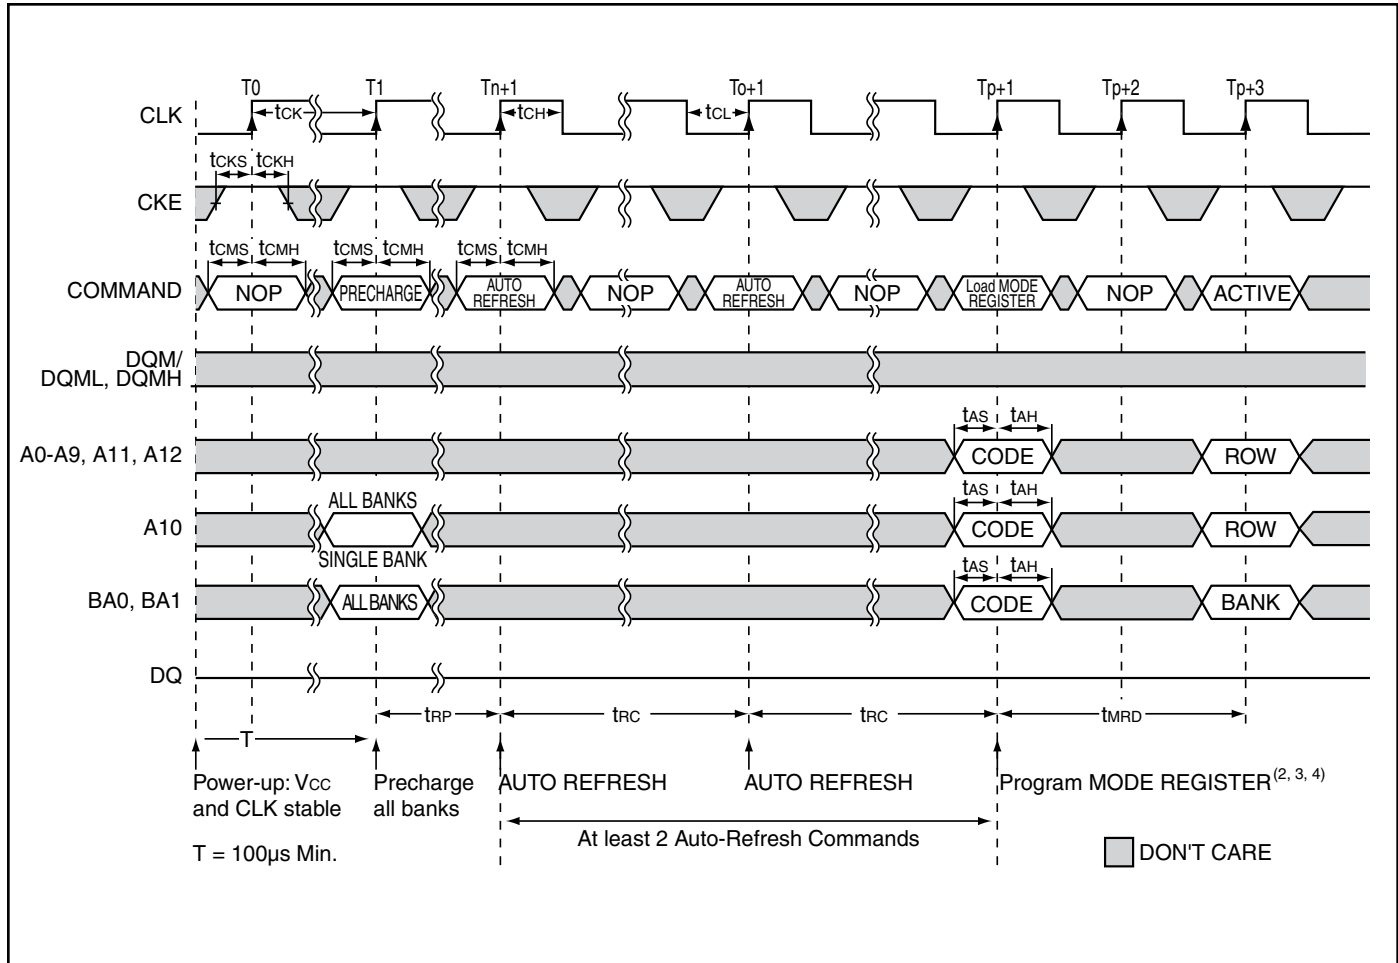 T0 T1 Tn+1 To+1 Tp+1 Tp+2 Tp+3
CLK tCK tCH tCL
tCKS tCKH
CKE
tCMS tCMH tCMS tCMH tCMS tCMH
COMMAND NOP PRECHARGE AUTO REFRESH NOP AUTO REFRESH NOP Load MODE REGISTER NOP ACTIVE
DQM/
DQML, DQMH
tAS tAH
A0-A9, A11, A12 CODE ROW
ALL BANKS tAS tAH
A10 CODE ROW
SINGLE BANK tAS tAH
BA0, BA1 ALL BANKS CODE BANK
DQ
tRP tRC tRC tMRD
T
Power-up: VCC
and CLK stable
Precharge
all banks
AUTO REFRESH
AUTO REFRESH
Program MODE REGISTER(2, 3, 4)
At least 2 Auto-Refresh Commands
T = 100µs Min.
DON'T CARE